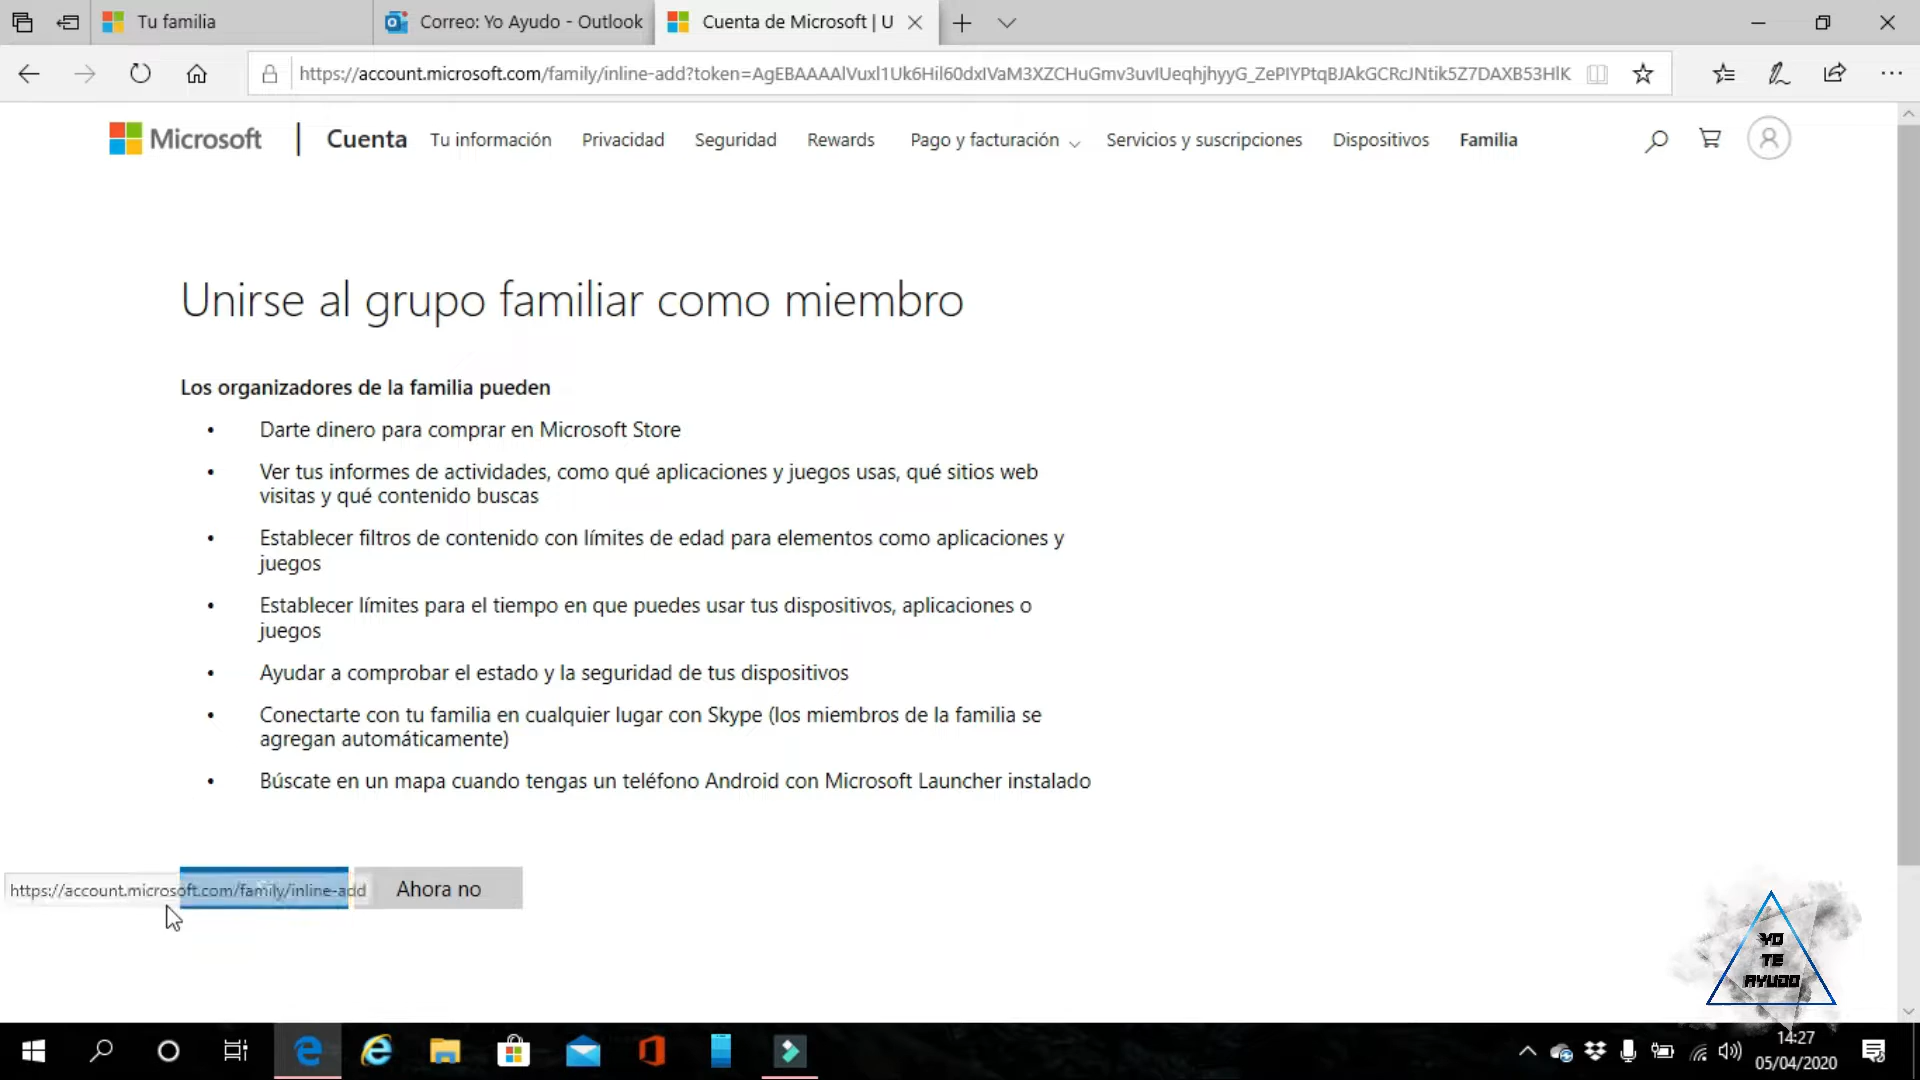 Tu familia
Correo: Yo Ayudo - Outlook
Cuenta de Microsoft | U
https://account.microsoft.com/family/inline-add?token=AgEBAAAAlVuxl1Uk6Hil60dxIVaM3XZCHuGmv3uvIUeqhjhyyG_ZePIYPtqBJAkGCRcJNtik5Z7DAXB53HlK
Microsoft
Cuenta
Tu información
Privacidad
Seguridad
Rewards
Pago y facturación
Servicios y suscripciones
Dispositivos
Familia
Unirse al grupo familiar como miembro
Los organizadores de la familia pueden
• Darte dinero para comprar en Microsoft Store
• Ver tus informes de actividades, como qué aplicaciones y juegos usas, qué sitios web
visitas y qué contenido buscas
• Establecer filtros de contenido con límites de edad para elementos como aplicaciones y
juegos
• Establecer límites para el tiempo en que puedes usar tus dispositivos, aplicaciones o
juegos
• Ayudar a comprobar el estado y la seguridad de tus dispositivos
• Conectarte con tu familia en cualquier lugar con Skype (los miembros de la familia se
agregan automáticamente)
• Búscate en un mapa cuando tengas un teléfono Android con Microsoft Launcher instalado
https://account.microsoft.com/family/inline-add
Ahora no
YO
TE
AYUDO
14:27
05/04/2020